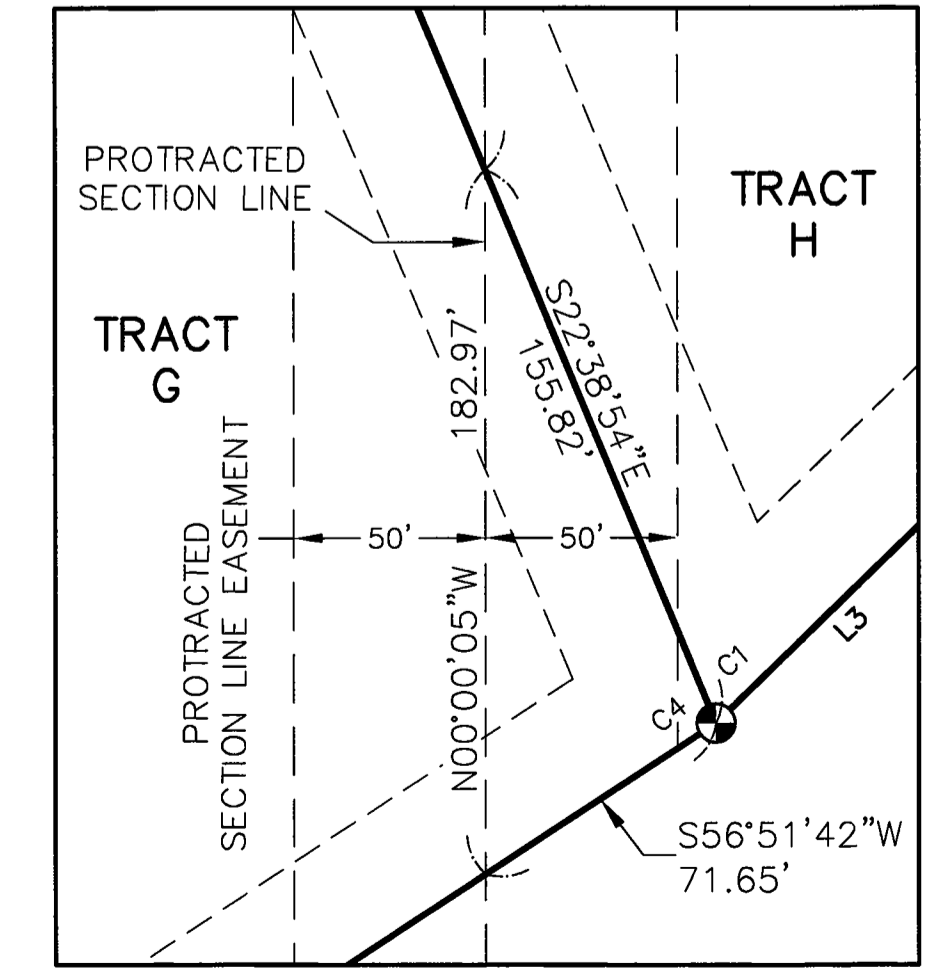 PROTRACTED
SECTION LINE
TRACT
H
TRACT
G
182.97'
S22°38'54"E
155.82'
PROTRACTED
SECTION LINE EASEMENT
50'
50'
N00°00'05"W
L3
C1
C4
S56°51'42"W
71.65'